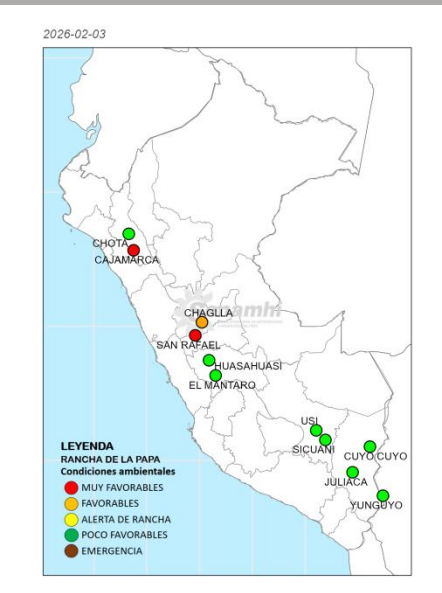 2026-02-03
CHOTA
CAJAMARCA
CHAGLLA
SAN RAFAEL
HUASAHUASI
EL MANTARO
USI
SICUANI
CUYO CUYO
JULIACA
YUNGUYO
LEYENDA
RANCHA DE LA PAPA
Condiciones ambientales
MUY FAVORABLES
FAVORABLES
ALERTA DE RANCHA
POCO FAVORABLES
EMERGENCIA